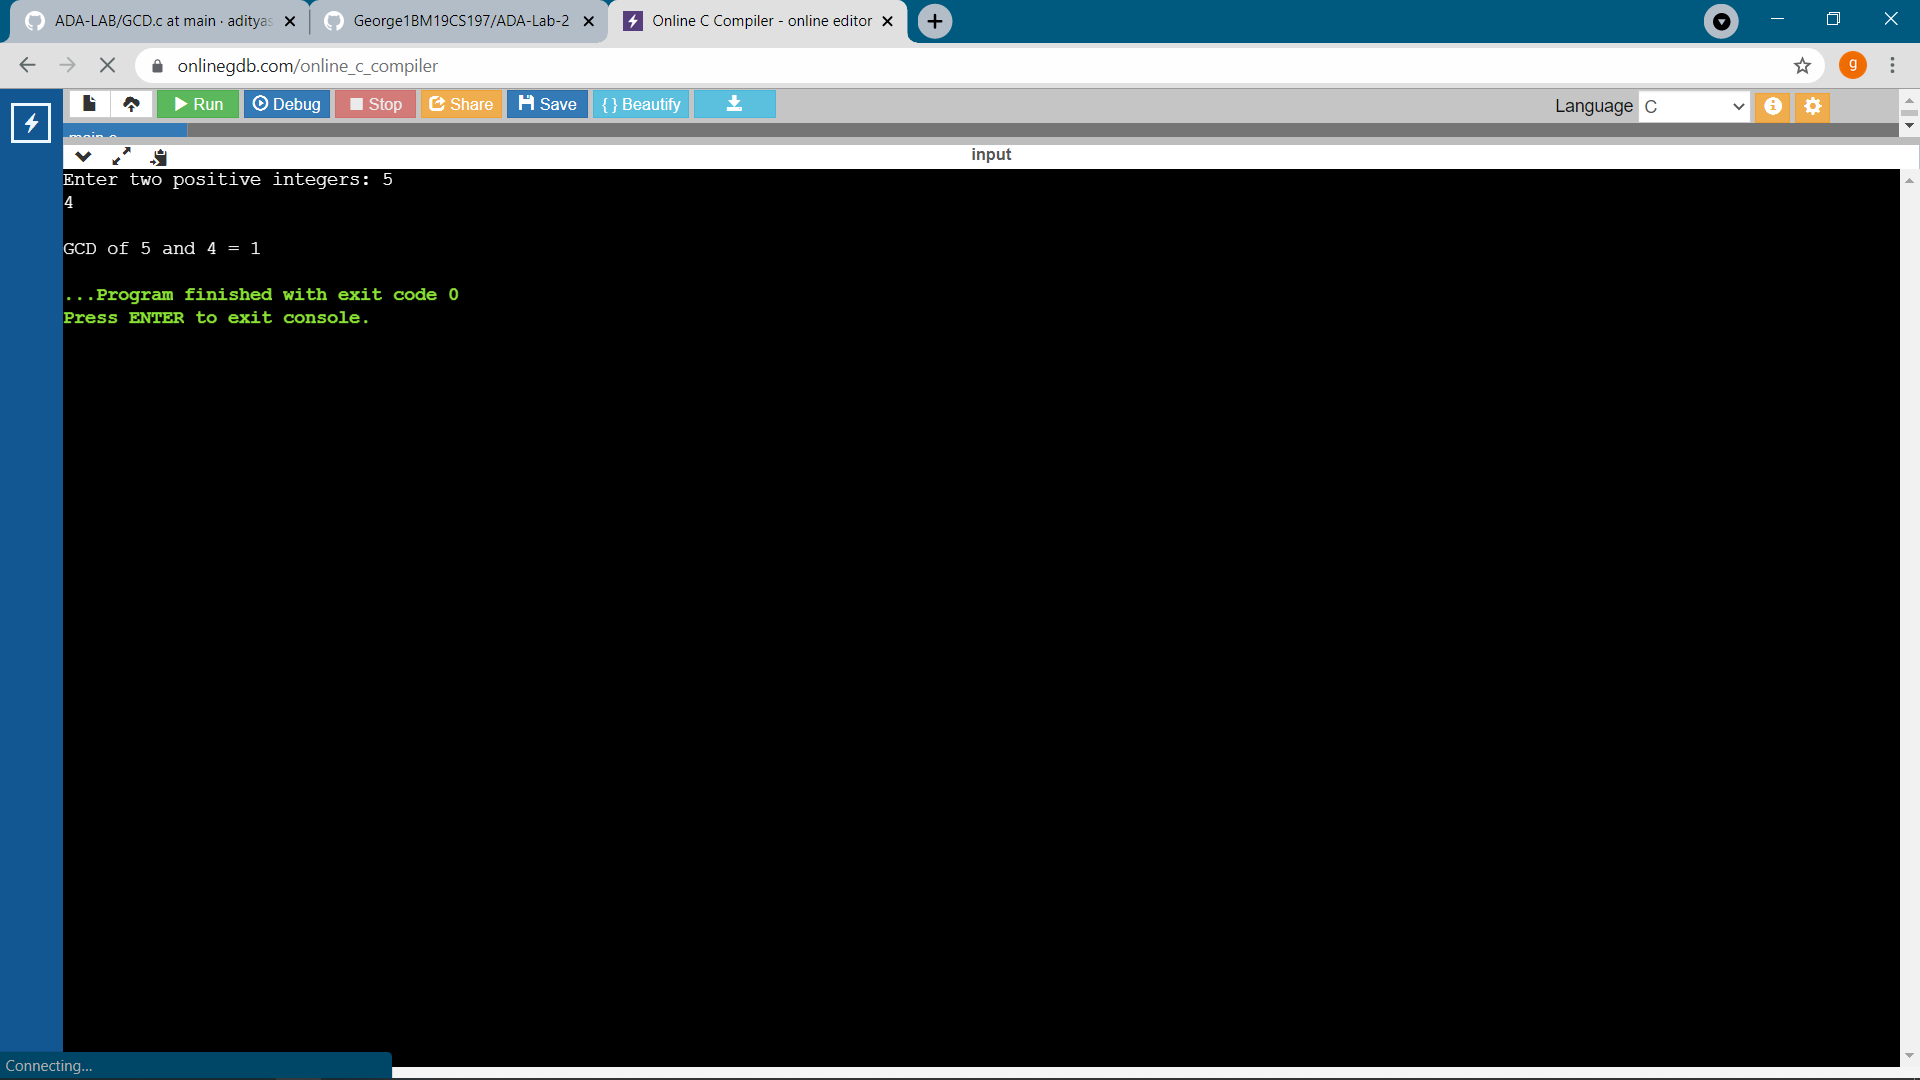 ADA-LAB/GCD.c at main · adityas
George1BM19CS197/ADA-Lab-2
Online C Compiler - online editor
onlinegdb.com/online_c_compiler
g
Run Debug Stop Share Save { } Beautify
Language C
main.c
input
Enter two positive integers: 5
4
GCD of 5 and 4 = 1
...Program finished with exit code 0
Press ENTER to exit console.
Connecting...